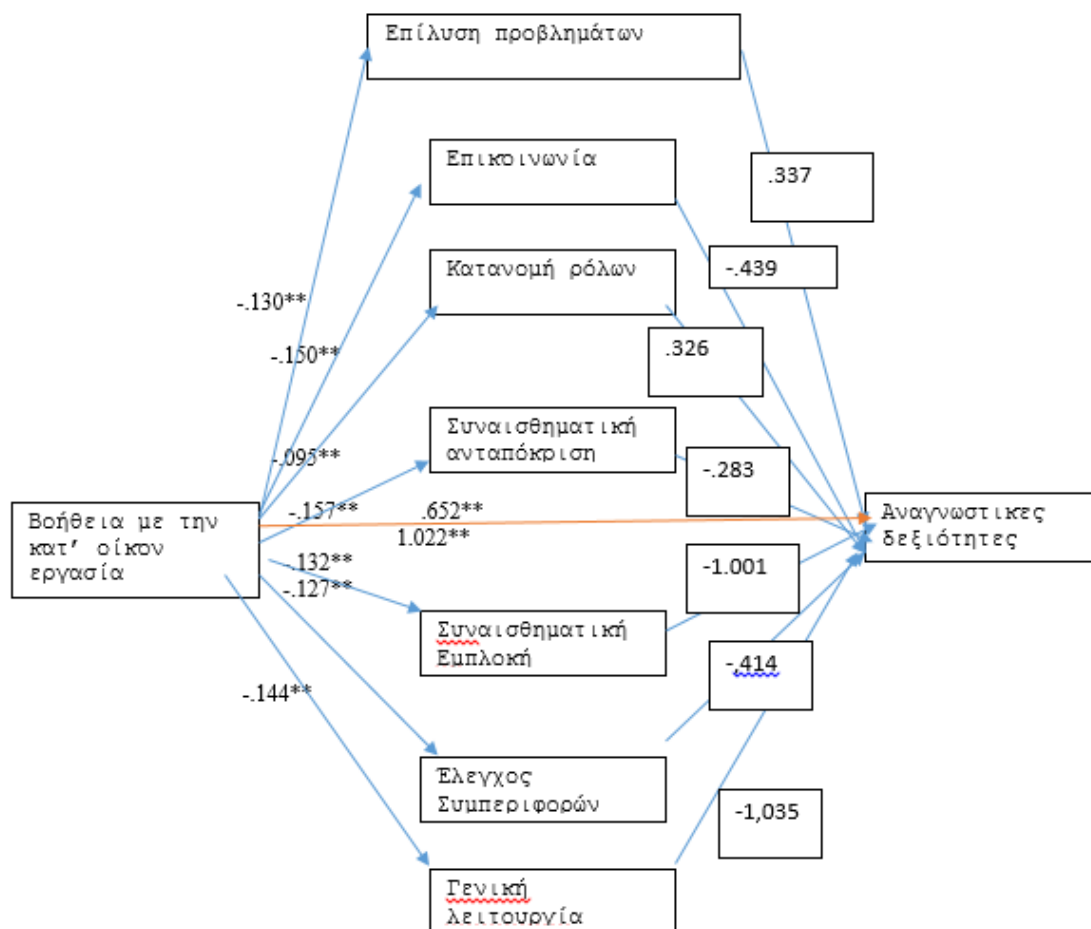 Επίλυση προβλημάτων
Επικοινωνία
.337
Κατανομή ρόλων
-.439
-.130**
.326
-.150**
Συναισθηματική
ανταπόκριση
-.095**
-.283
Βοήθεια με την
κατ’ οίκον
εργασία
-.157**
.652**
1.022**
Αναγνωστικες
δεξιότητες
-.132**
-.127**
-1.001
Συναισθηματική
Εμπλοκή
-,414
-.144**
Έλεγχος
Συμπεριφορών
-1,035
Γενική
λειτουργία